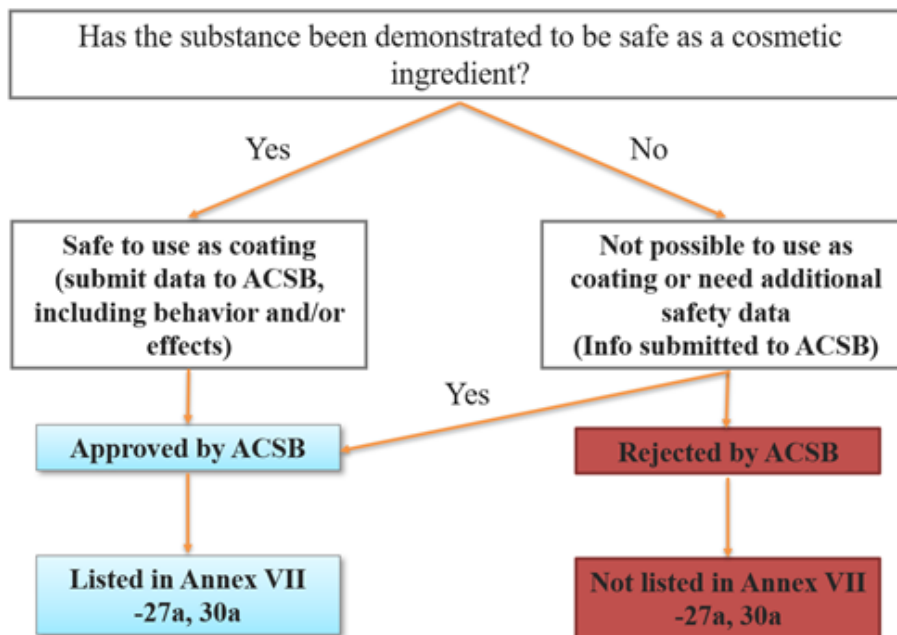 Has the substance been demonstrated to be safe as a cosmetic
ingredient?
Yes
No
Safe to use as coating
(submit data to ACSB,
including behavior and/or
effects)
Not possible to use as
coating or need additional
safety data
(Info submitted to ACSB)
Yes
Approved by ACSB
Rejected by ACSB
Listed in Annex VII
-27a, 30a
Not listed in Annex VII
-27a, 30a